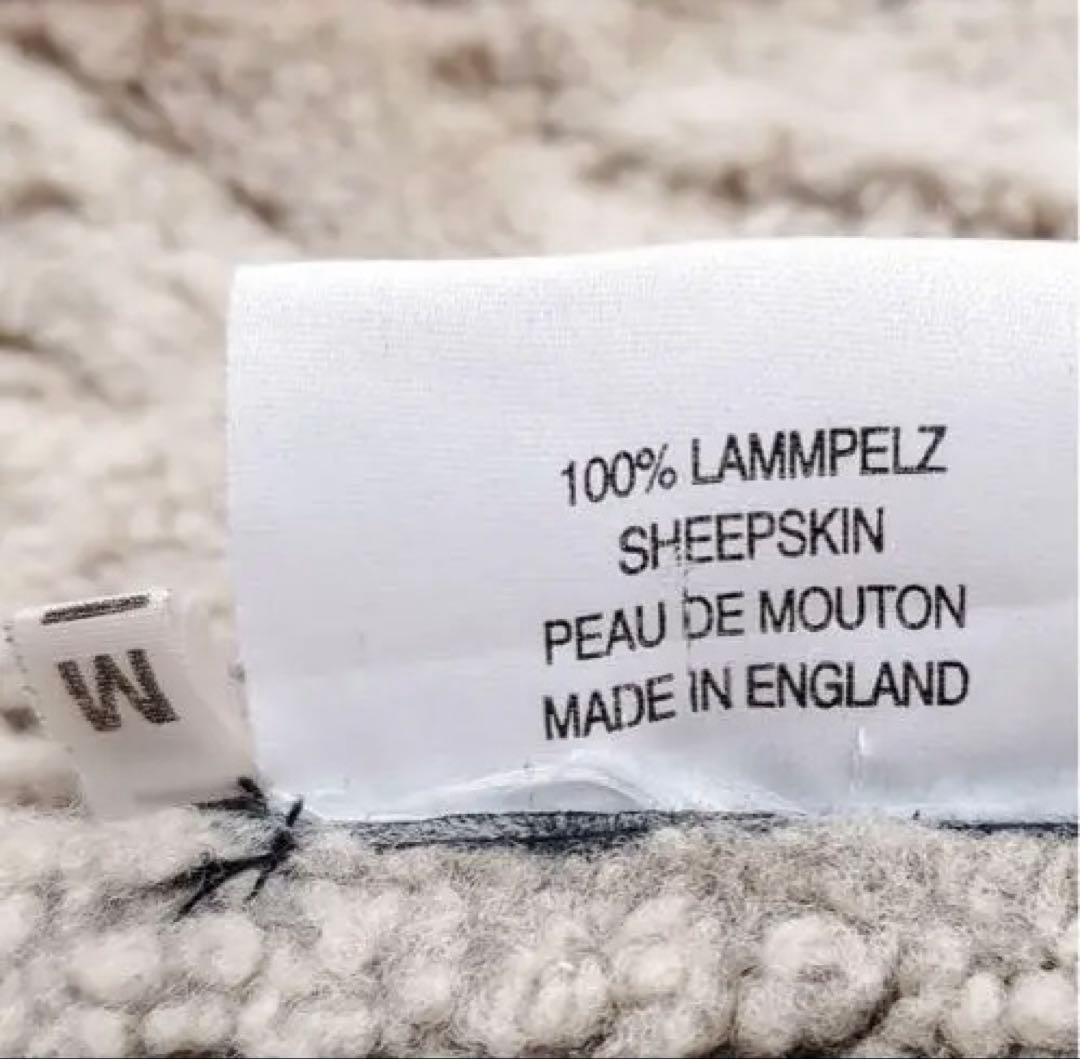 100% LAMMPELZ
SHEEPSKIN
PEAU DE MOUTON
MADE IN ENGLAND
M